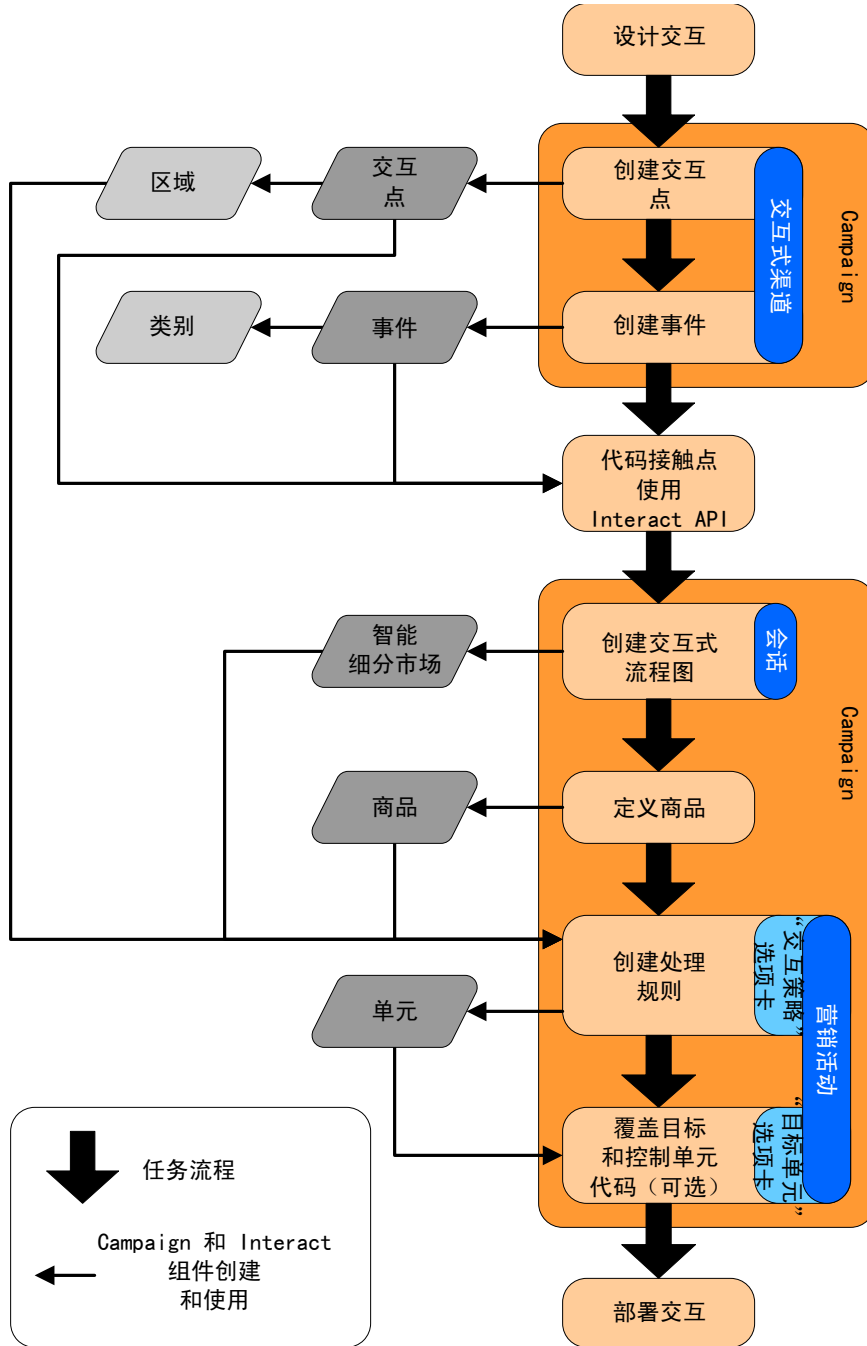 设计交互
区域
交互
点
创建交互
点
交互式渠道
Campaign
类别
事件
创建事件
代码接触点
使用
Interact API
智能
细分市场
创建交互式
流程图
会话
Campaign
商品
定义商品
创建处理
规则
“交互策略”
选项卡
营销活动
单元
覆盖目标
和控制单元
代码（可选）
“目标单元”
选项卡
任务流程
Campaign 和 Interact
组件创建
和使用
部署交互